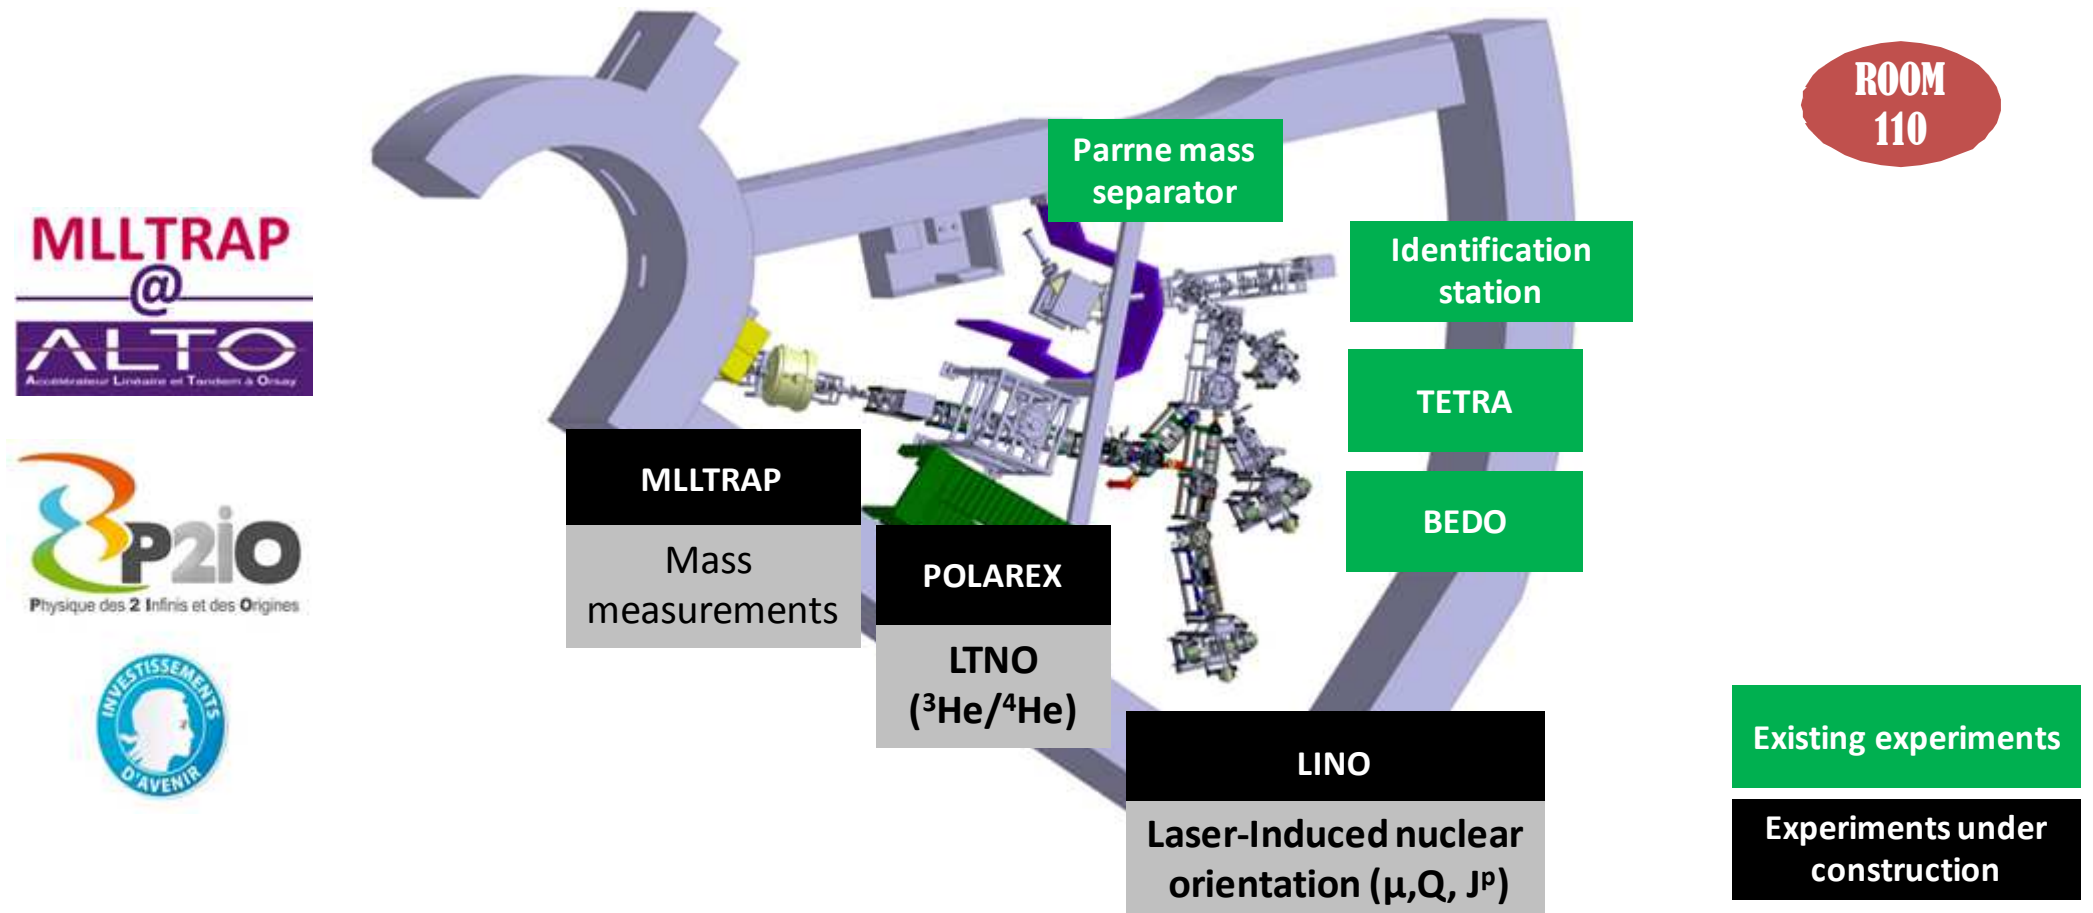 ROOM
110
Parrne mass
separator
Identification
station
TETRA
BEDO
MLLTRAP
@
ALTO
Accélérateur Linéaire et Tandem à Orsay
P2iO
Physique des 2 Infinis et des Origines
INVESTISSEMENTS
D'AVENIR
MLLTRAP
Mass
measurements
POLAREX
LTNO
(³He/⁴He)
LINO
Laser-Induced nuclear
orientation (μ,Q, Jᵖ)
Existing experiments
Experiments under
construction